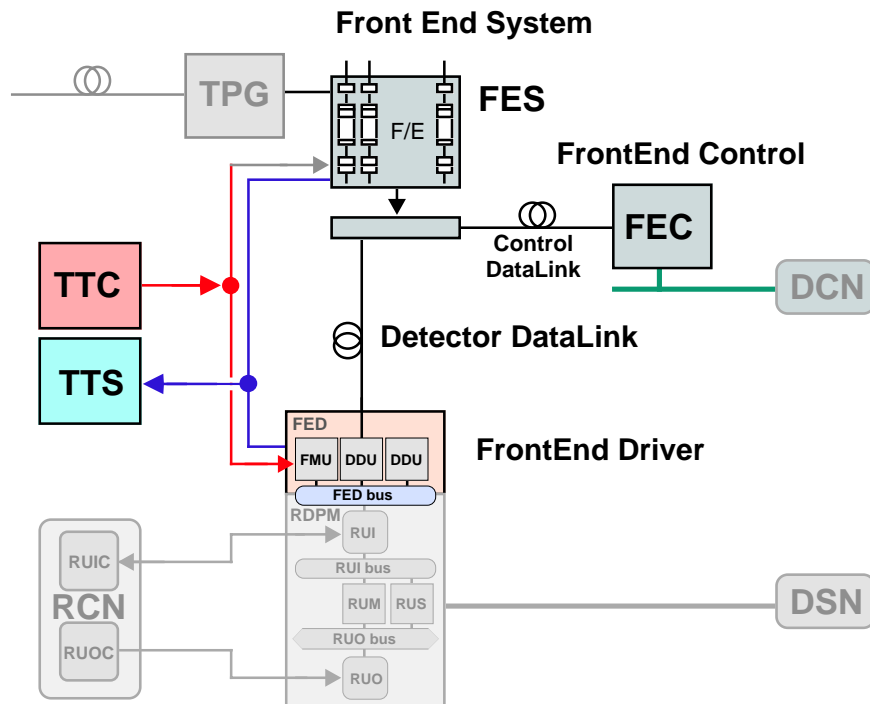 Front End System
TPG
FES
F/E
FrontEnd Control
FEC
Control
DataLink
TTC
DCN
Detector DataLink
TTS
FED
FrontEnd Driver
FMU
DDU
DDU
FED bus
RDPM
RUI
RUIC
RUI bus
RCN
RUM
RUS
DSN
RUO bus
RUOC
RUO